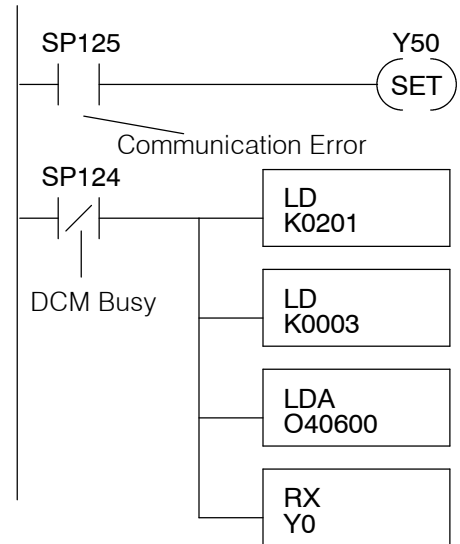 SP125
Y50
SET
Communication Error
SP124
DCM Busy
LD
K0201
LD
K0003
LDA
O40600
RX
Y0